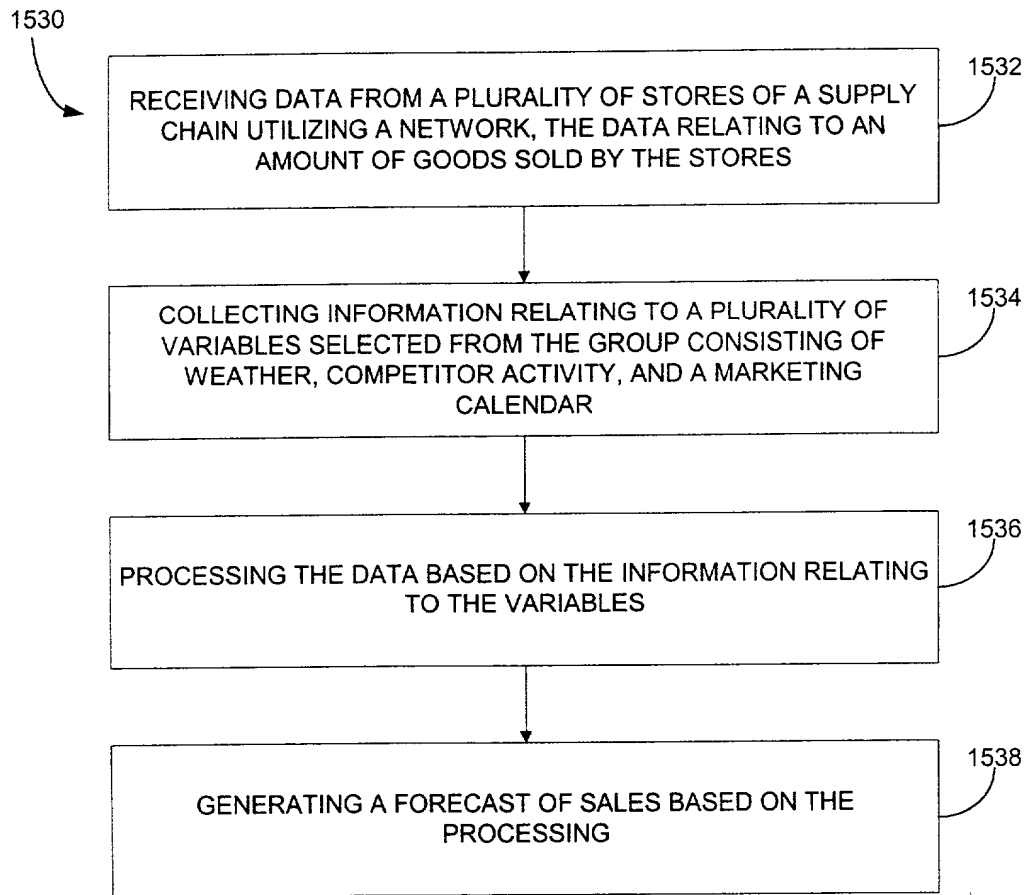 1530
1532
RECEIVING DATA FROM A PLURALITY OF STORES OF A SUPPLY
CHAIN UTILIZING A NETWORK, THE DATA RELATING TO AN
AMOUNT OF GOODS SOLD BY THE STORES
1534
COLLECTING INFORMATION RELATING TO A PLURALITY OF
VARIABLES SELECTED FROM THE GROUP CONSISTING OF
WEATHER, COMPETITOR ACTIVITY, AND A MARKETING
CALENDAR
1536
PROCESSING THE DATA BASED ON THE INFORMATION RELATING
TO THE VARIABLES
1538
GENERATING A FORECAST OF SALES BASED ON THE
PROCESSING